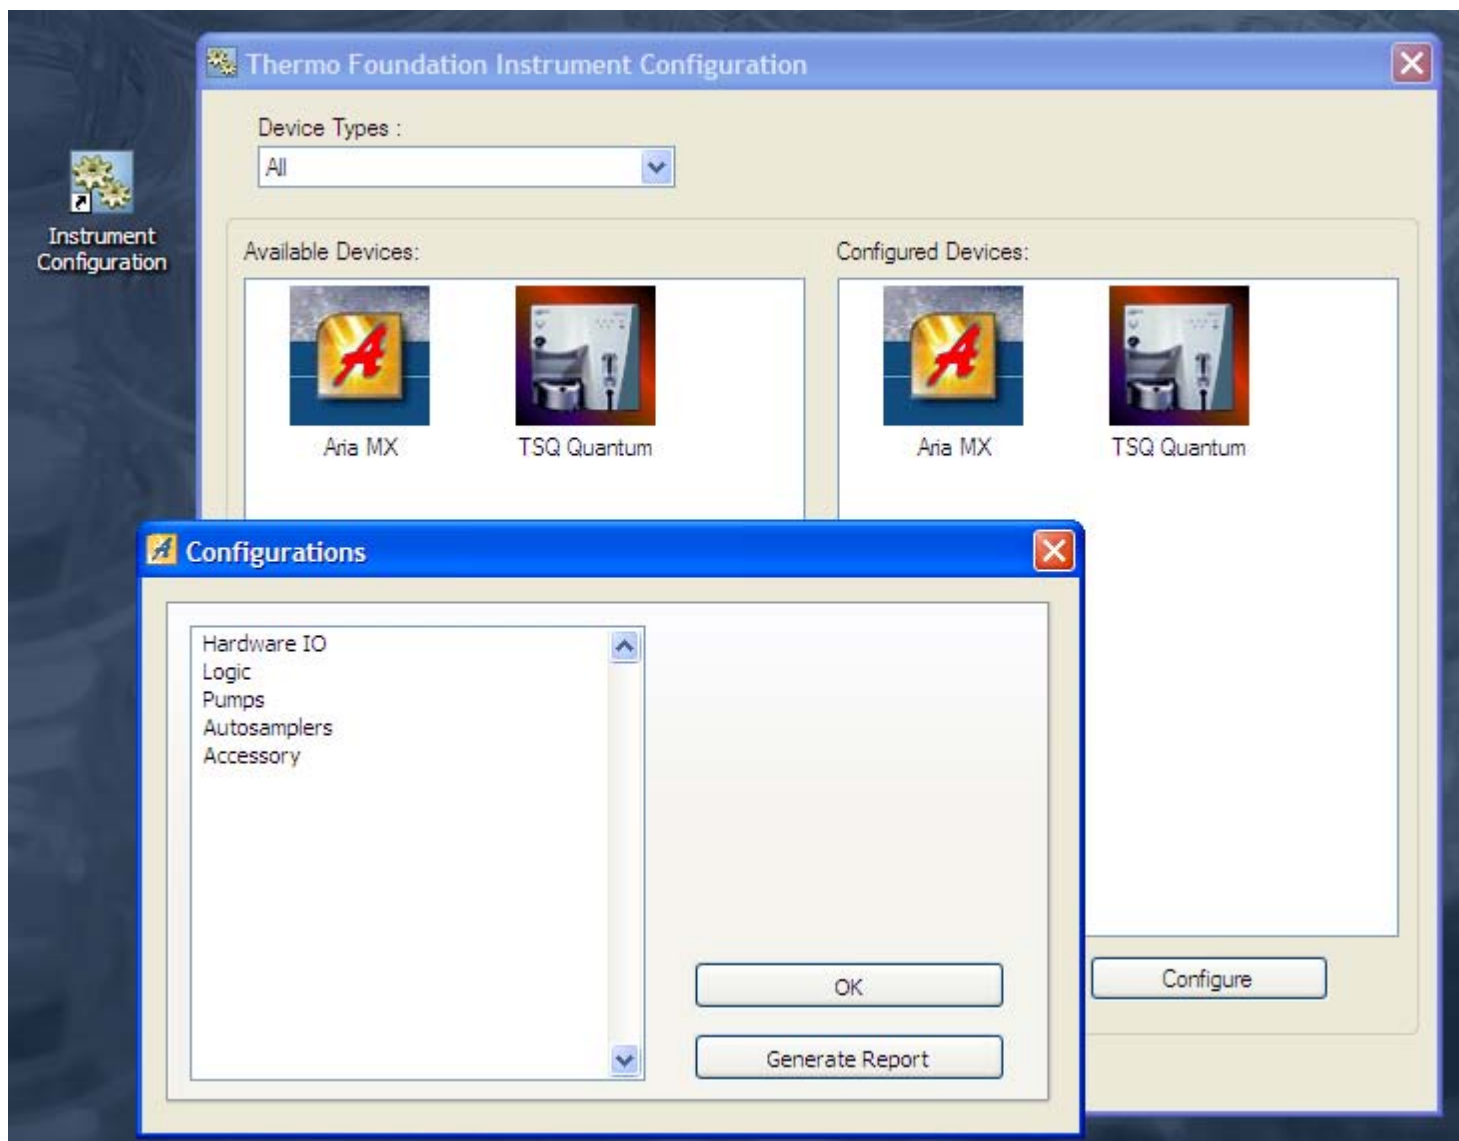 Thermo Foundation Instrument Configuration
Device Types :
All
Instrument
Configuration
Available Devices:
Configured Devices:
Aria MX
TSQ Quantum
Aria MX
TSQ Quantum
Configurations
Hardware IO
Logic
Pumps
Autosamplers
Accessory
OK
Configure
Generate Report